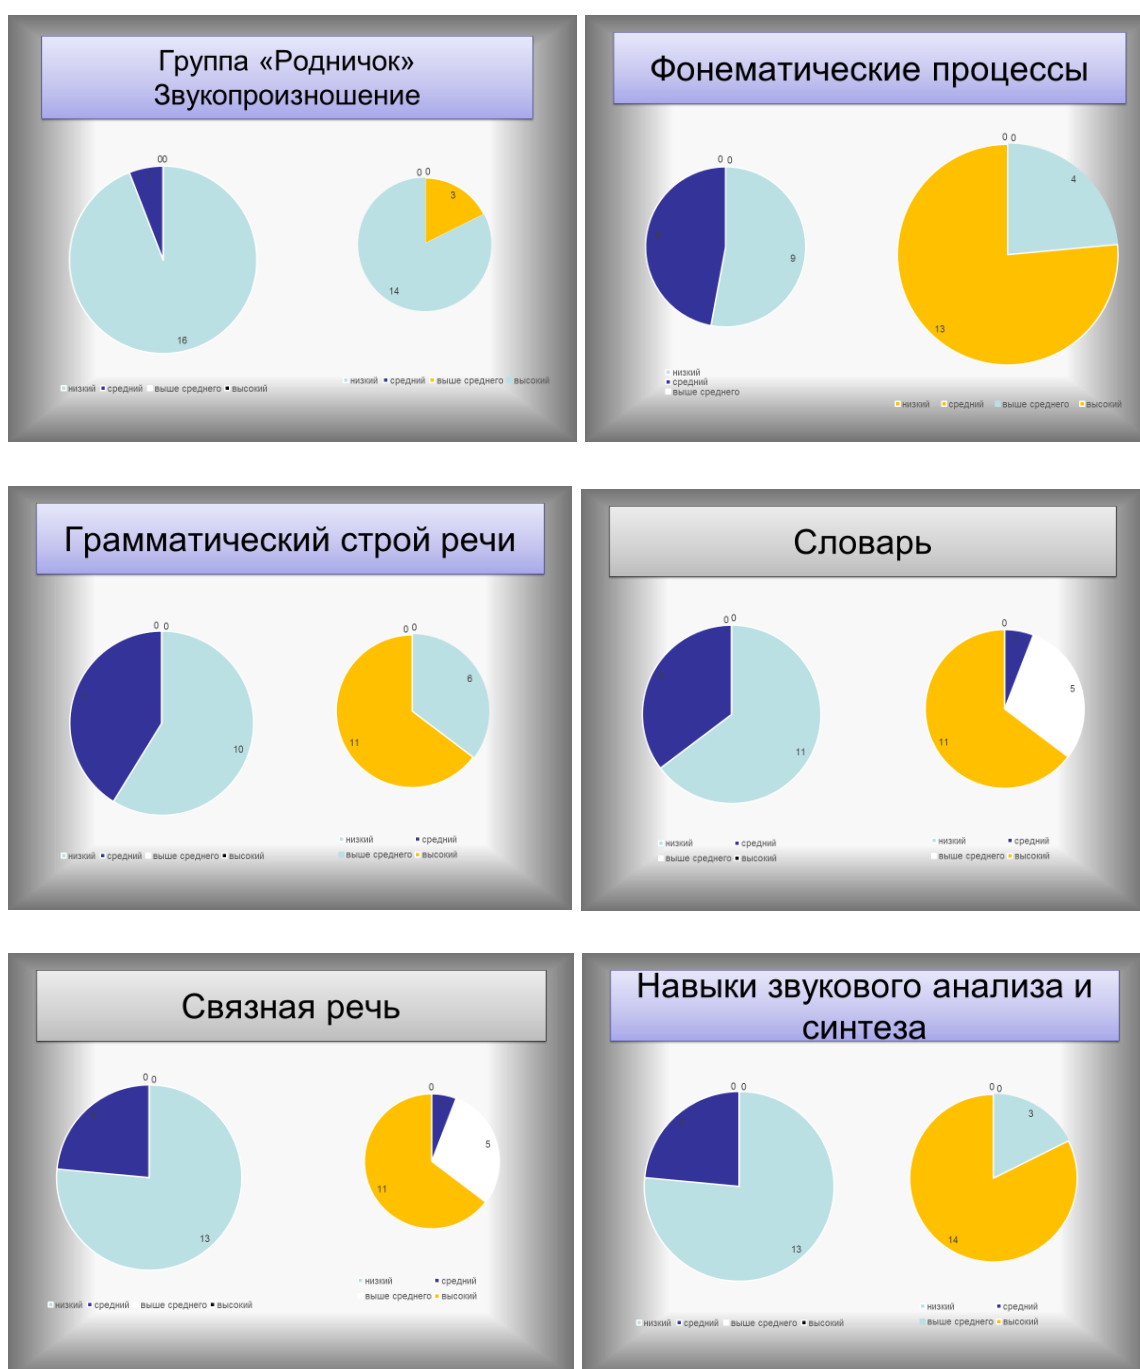 Группа «Родничок»
Звукопроизношение
00
16
низкий средний выше среднего высокий
0 0
3
14
низкий средний выше среднего высокий
Фонематические процессы
0 0
9
низкий
средний
выше среднего
0 0
4
13
низкий средний выше среднего высокий
Грамматический строй речи
0 0
10
низкий средний выше среднего высокий
0 0
6
11
низкий средний
выше среднего высокий
Словарь
0 0
11
низкий средний
выше среднего высокий
0
5
11
низкий средний
выше среднего высокий
Связная речь
0 0
13
низкий средний выше среднего высокий
0
5
11
низкий средний
выше среднего высокий
Навыки звукового анализа и
синтеза
0 0
13
низкий средний выше среднего высокий
0 0
3
14
низкий средний
выше среднего высокий